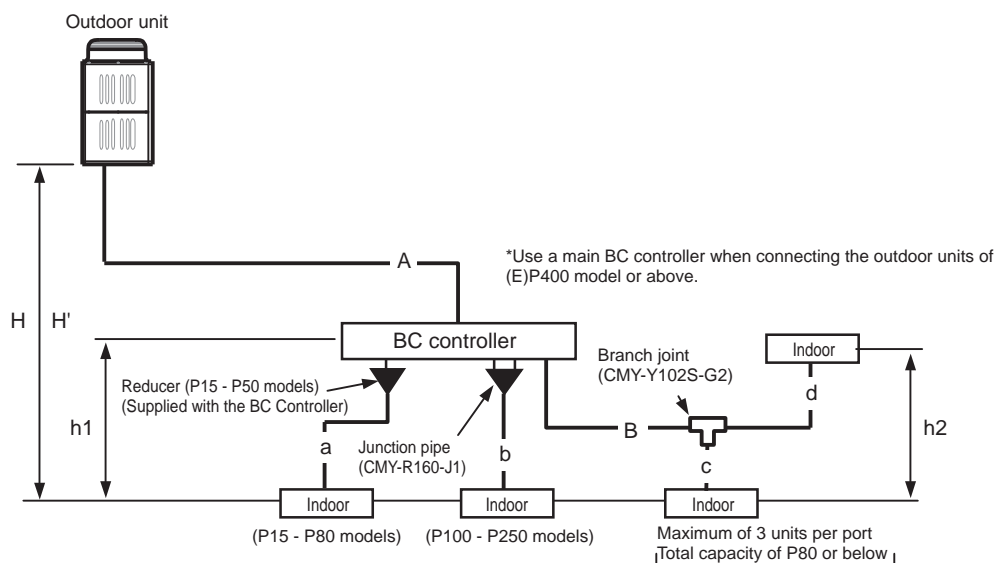 Outdoor unit
A
*Use a main BC controller when connecting the outdoor units of
(E)P400 model or above.
H
H'
BC controller
Branch joint
(CMY-Y102S-G2)
Indoor
Reducer (P15 - P50 models)
(Supplied with the BC Controller)
d
h1
h2
B
a
Junction pipe
(CMY-R160-J1)
b
c
Indoor
Indoor
Indoor
(P15 - P80 models)
(P100 - P250 models)
Maximum of 3 units per port
Total capacity of P80 or below